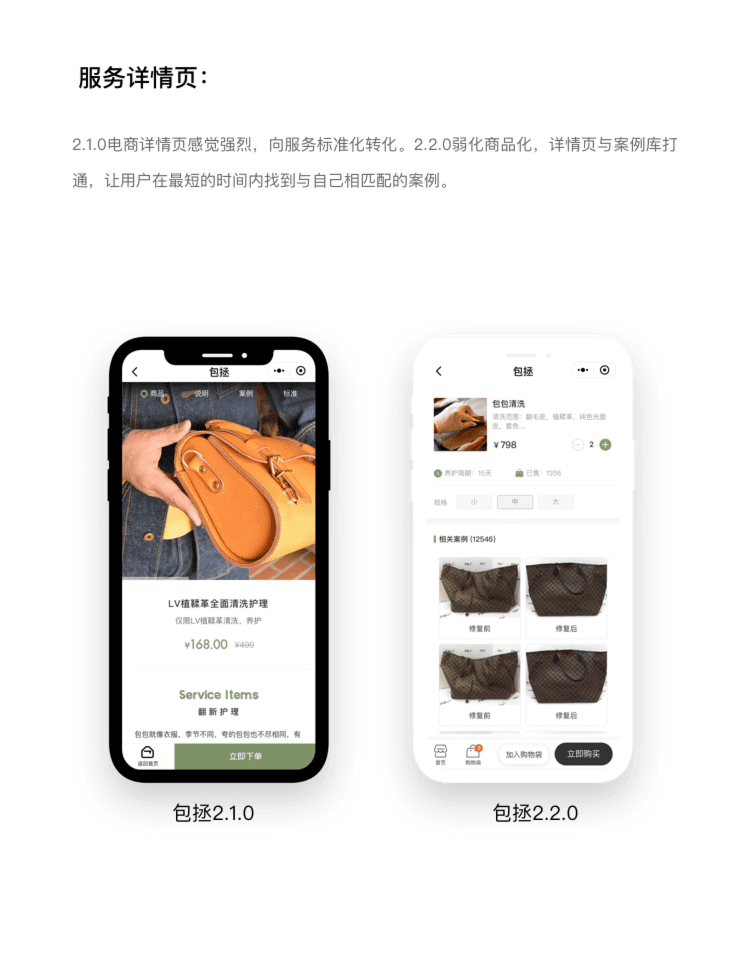 服务详情页：
2.1.0电商详情页感觉强烈，向服务标准化转化。2.2.0弱化商品化，详情页与案例库打
通，让用户在最短的时间内找到与自己相匹配的案例。
包拯
商品 说明 案例 标准
LV植鞣革全面清洗护理
仅限LV植鞣革清洗、养护
¥168.00 ¥499
Service Items
翻新护理
包包就像衣服，季节不同，夸的包包也不尽相同，有
返回首页
立即下单
包拯2.1.0
包拯
包包清洗
清洗范围：翻毛皮、植鞣革、纯色光面
皮、套色...
¥798
2
养护周期：15天 已售：1356
规格 小 中 大
相关案例 (12546)
修复前 修复后
修复前 修复后
首页
购物袋
3
加入购物袋
立即购买
包拯2.2.0